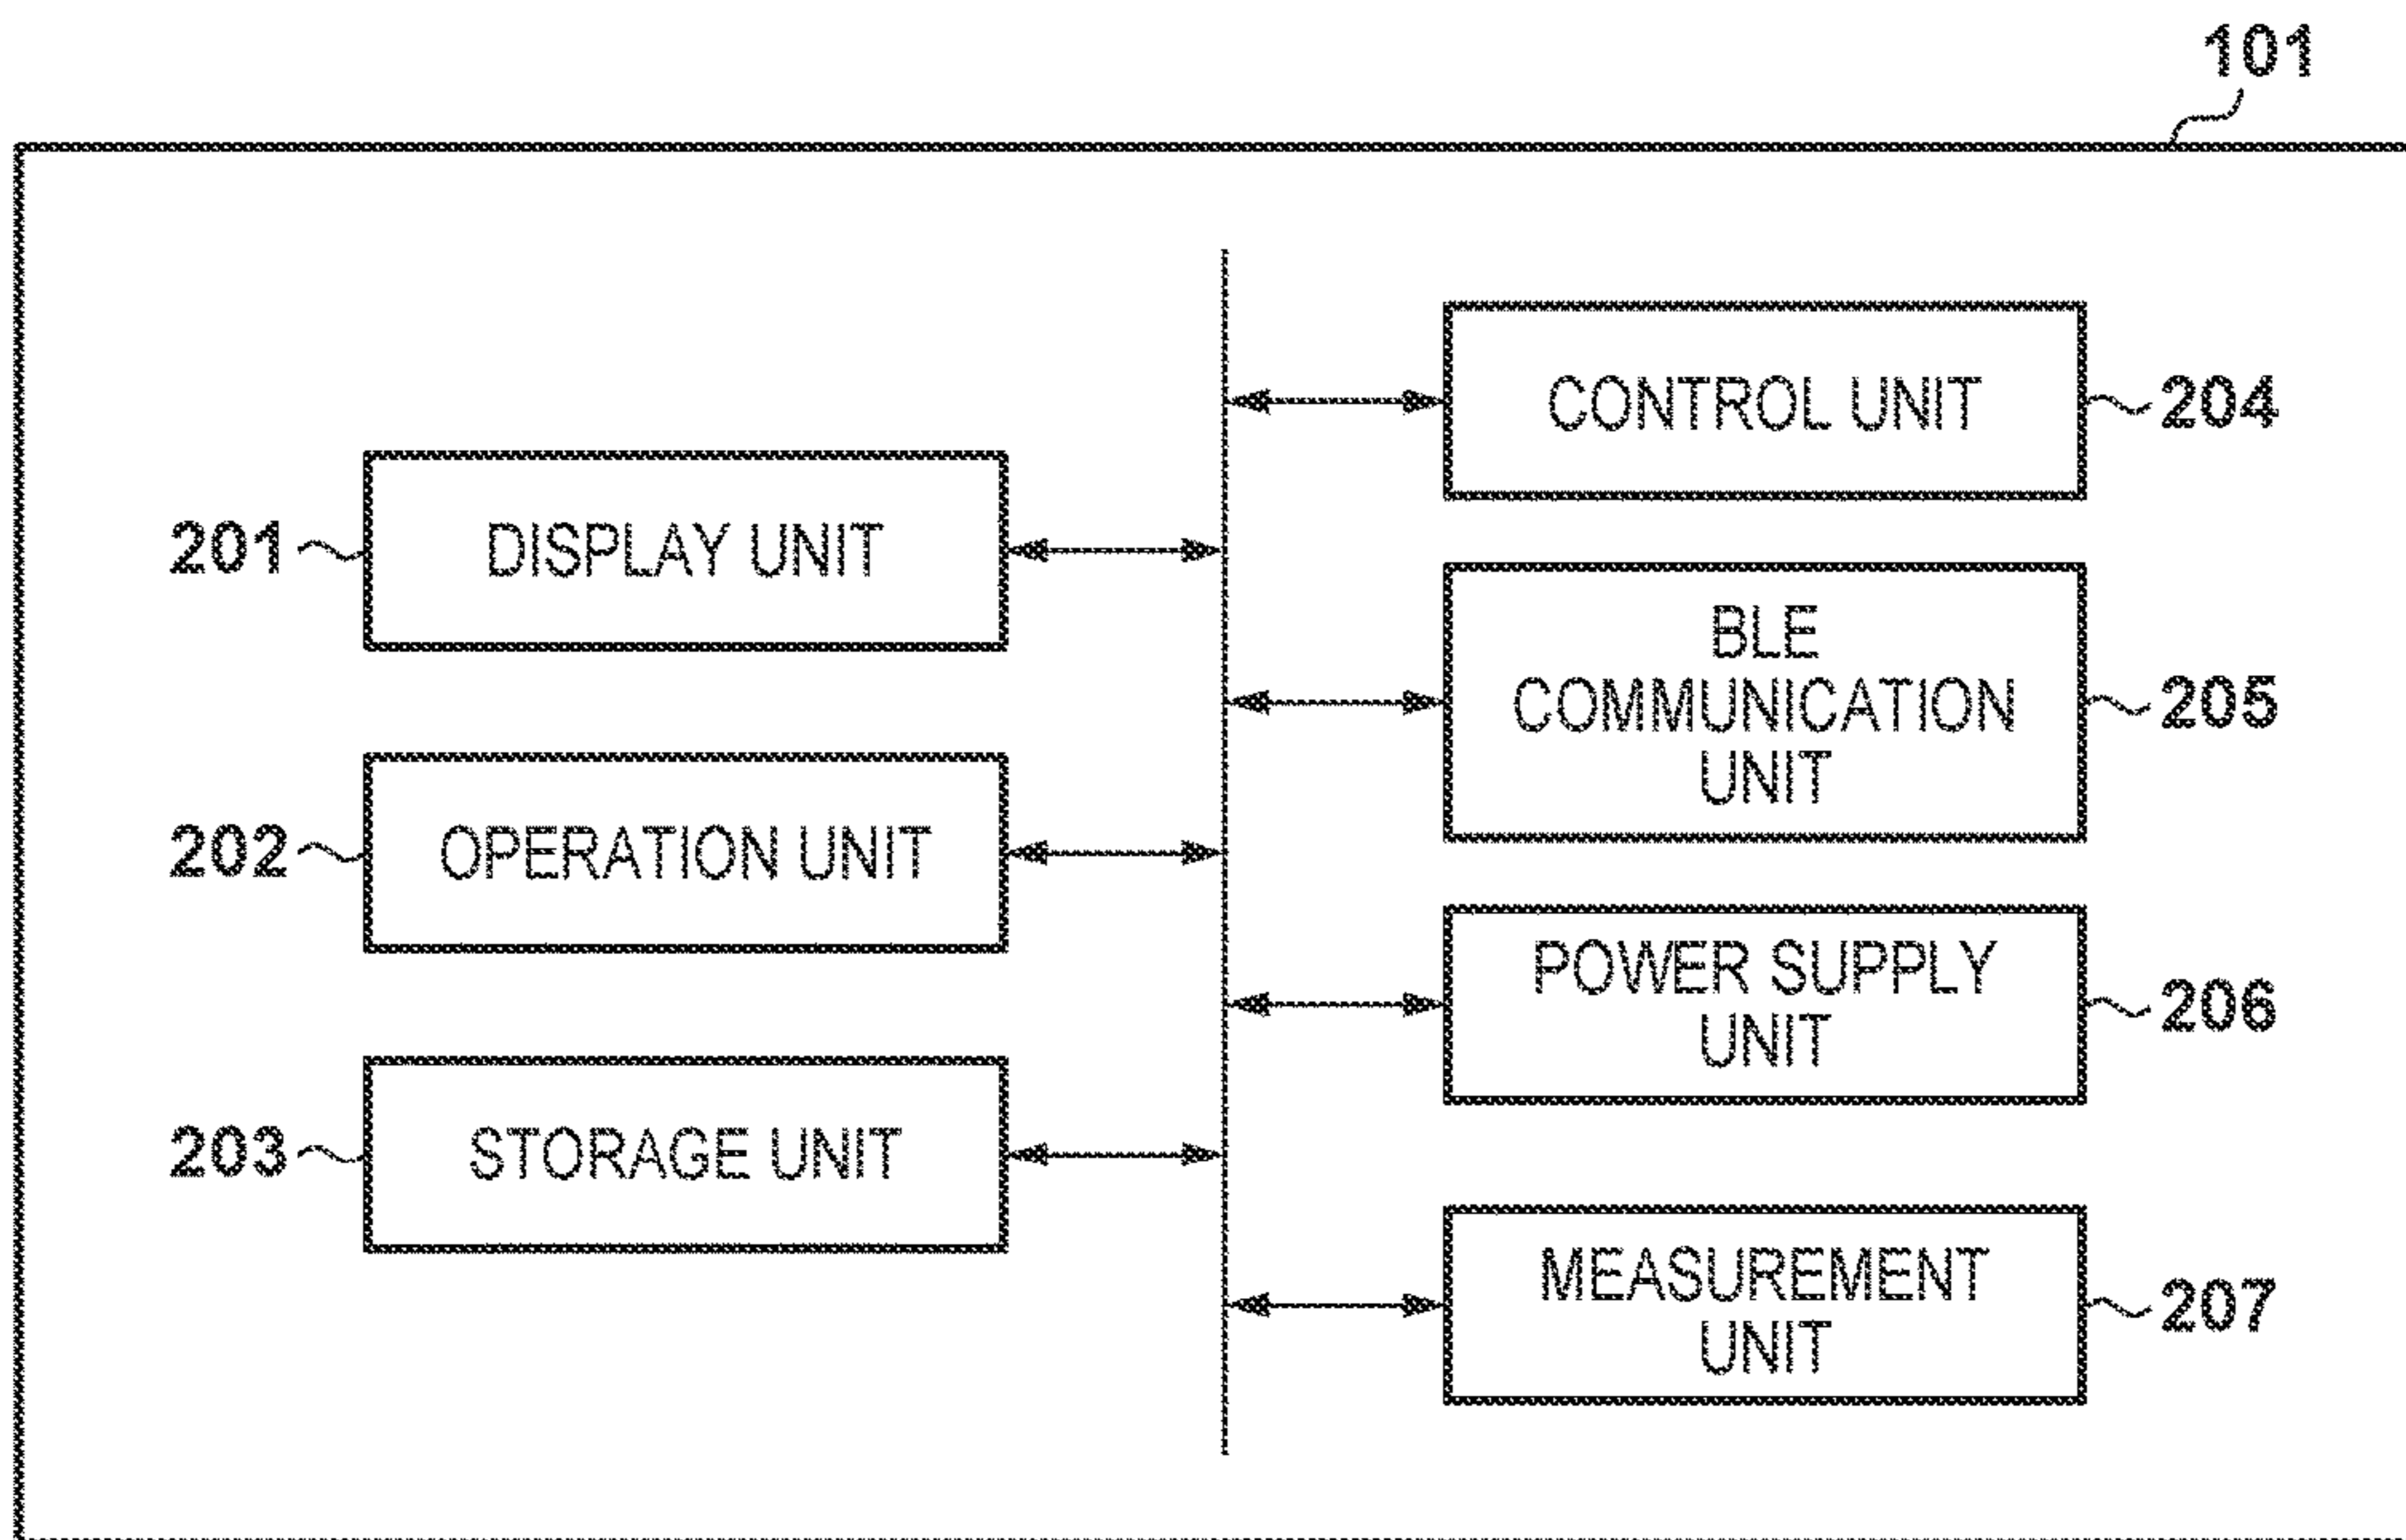 101
201
DISPLAY UNIT
202
OPERATION UNIT
203
STORAGE UNIT
CONTROL UNIT
204
BLE
COMMUNICATION
UNIT
205
POWER SUPPLY
UNIT
206
MEASUREMENT
UNIT
207